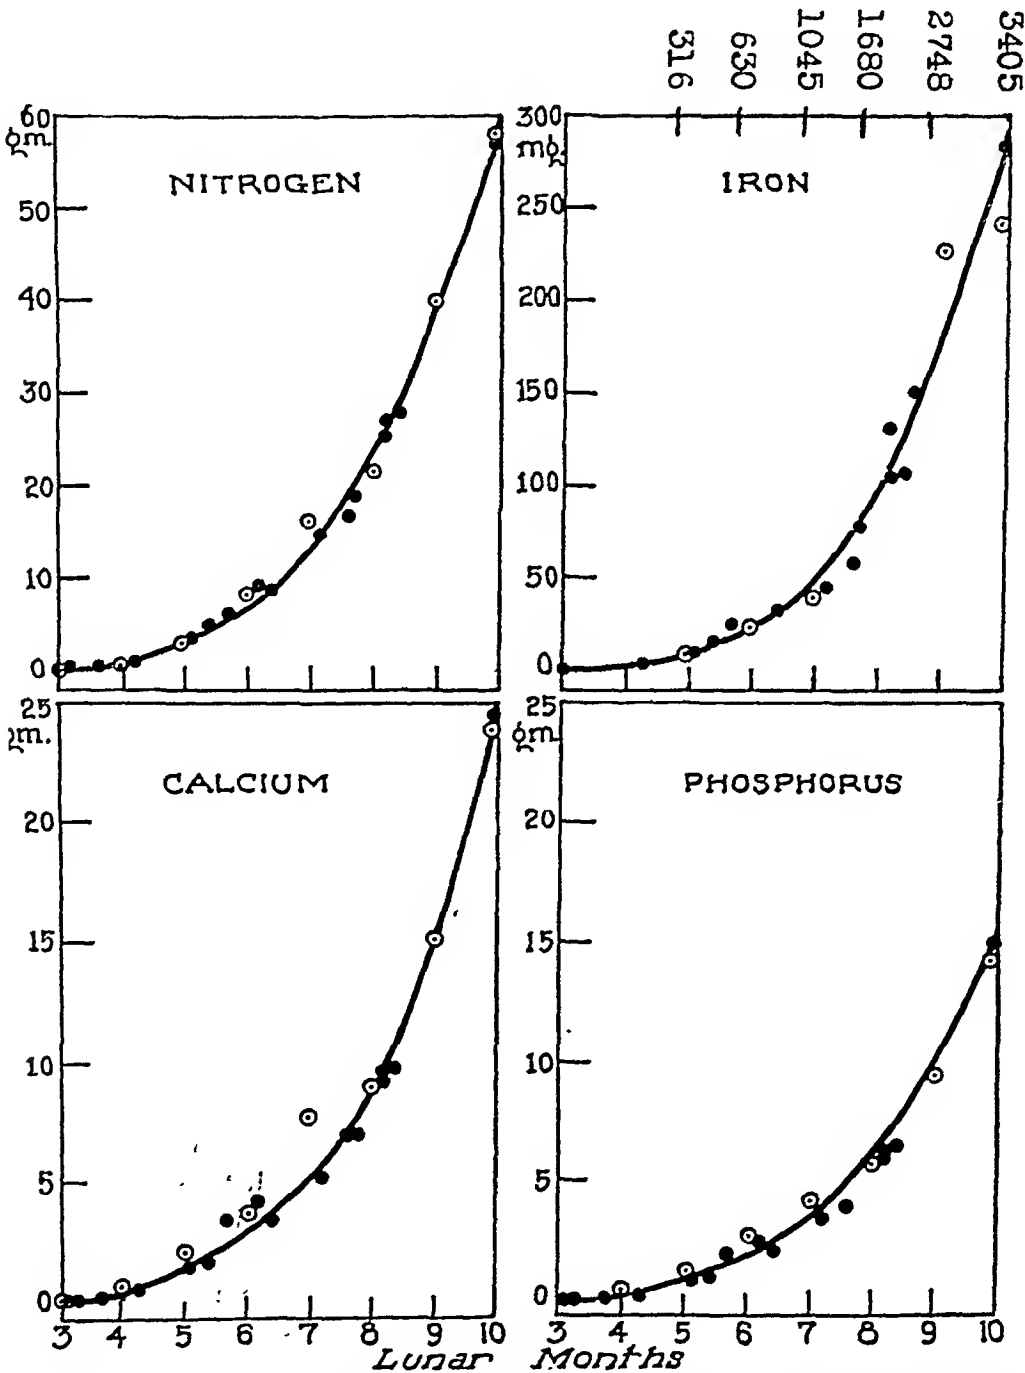 316 630 1045 1680 2748 3405
60 300
gm. mg.
NITROGEN IRON
50 250
40 200
30 150
20 100
10 50
0 0
25 25
gm. gm.
CALCIUM PHOSPHORUS
20 20
15 15
10 10
5 5
0 0
3 4 5 6 7 8 9 10 3 4 5 6 7 8 9 10
Lunar Months